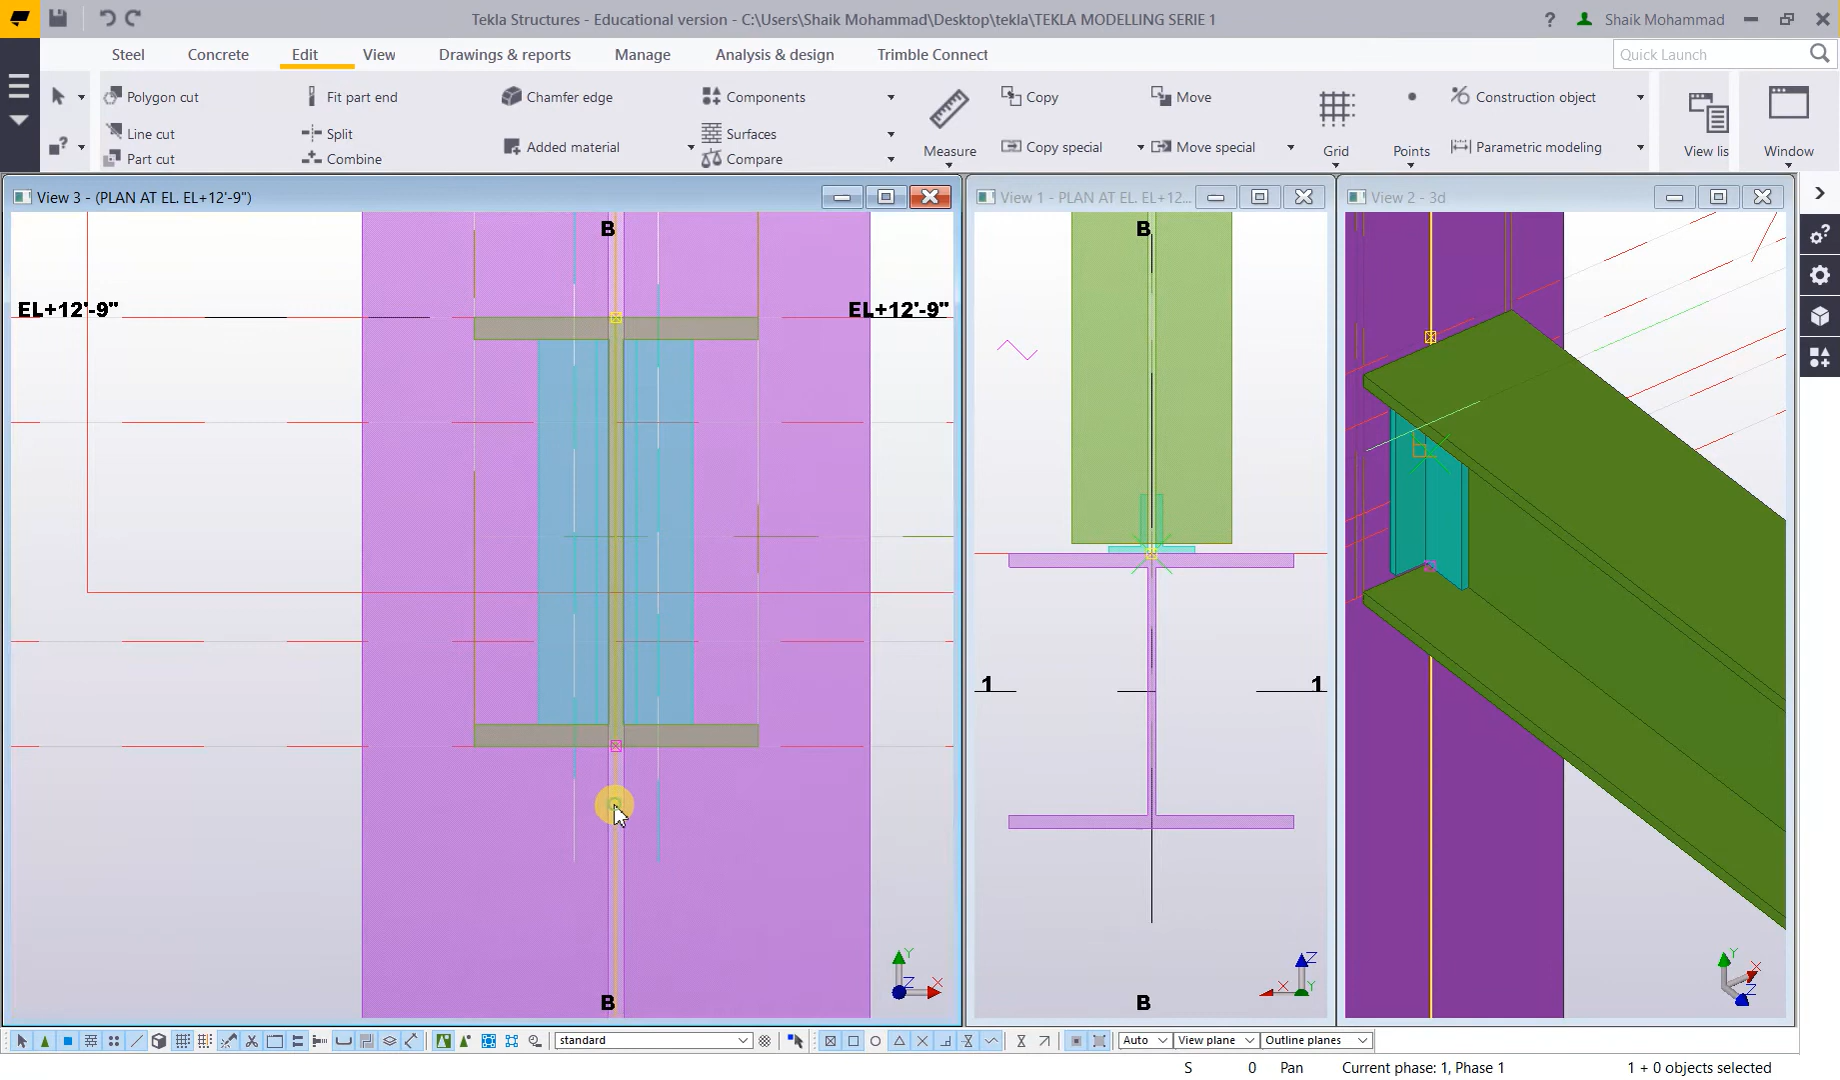 Tekla Structures - Educational version - C:\Users\Shaik Mohammad\Desktop\tekla\TEKLA MODELLING SERIE 1
? Shaik Mohammad
Steel Concrete Edit View Drawings & reports Manage Analysis & design Trimble Connect
Quick Launch
Polygon cut Fit part end Chamfer edge Components Copy Move Construction object
Line cut Split Surfaces
Added material Measure Copy special Move special Grid Points Parametric modeling View lis Window
Part cut Combine Compare
View 3 - (PLAN AT EL. EL+12'-9")
View 1 - PLAN AT EL. EL+12...
View 2 - 3d
B
B
EL+12'-9" EL+12'-9"
1 1
B
B
Y
Z X
Z
X Y
Y X
Z
standard
Auto View plane Outline planes
S 0 Pan Current phase: 1, Phase 1 1 + 0 objects selected